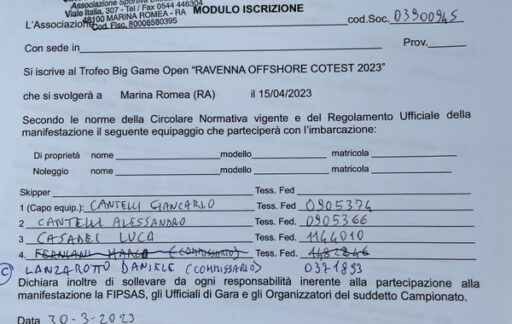 Associazione Sportiva
Viale Italia, 307 - Tel / Fax 0544 446304
48100 MARINA ROMEA - RA
Cod. Fisc. 80006580395
MODULO ISCRIZIONE
L'Associazione cod.Soc. 03900945
Con sede in Prov.
Si iscrive al Trofeo Big Game Open "RAVENNA OFFSHORE COTEST 2023"
che si svolgerà a Marina Romea (RA) il 15/04/2023
Secondo le norme della Circolare Normativa vigente e del Regolamento Ufficiale della
manifestazione il seguente equipaggio che parteciperà con l'imbarcazione:
Di proprietà nome modello matricola
Noleggio nome modello matricola
Skipper Tess. Fed.
1 (Capo equip.): CANTELLI GIANCARLO Tess. Fed 0905374
2 CANTELLI ALESSANDRO Tess. Fed 0905366
3 CASADEI LUCA Tess. Fed 1144010
4. FERNIANI MARCO (COMMISSARIO) Tess. Fed
C LANZAROTTO DANIELE (COMMISSARIO) 0371893
Dichiara inoltre di sollevare da ogni responsabilità inerente alla partecipazione alla
manifestazione la FIPSAS, gli Ufficiali di Gara e gli Organizzatori del suddetto Campionato.
Data 30-3-2023